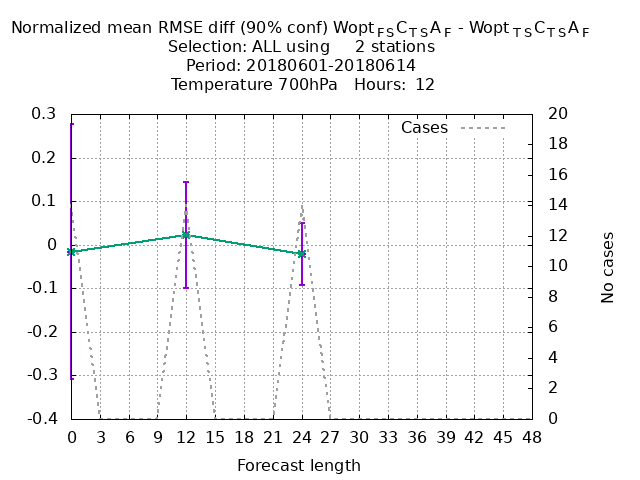 Normalized mean RMSE diff (90% conf) Wopt FS C TS A F - Wopt TS C TS A F
Selection: ALL using 2 stations
Period: 20180601-20180614
Temperature 700hPa Hours: 12
0.3
0.2
0.1
0
-0.1
-0.2
-0.3
-0.4
Cases
20
18
16
14
12
10
8
6
4
2
0
No cases
0 3 6 9 12 15 18 21 24 27 30 33 36 39 42 45 48
Forecast length